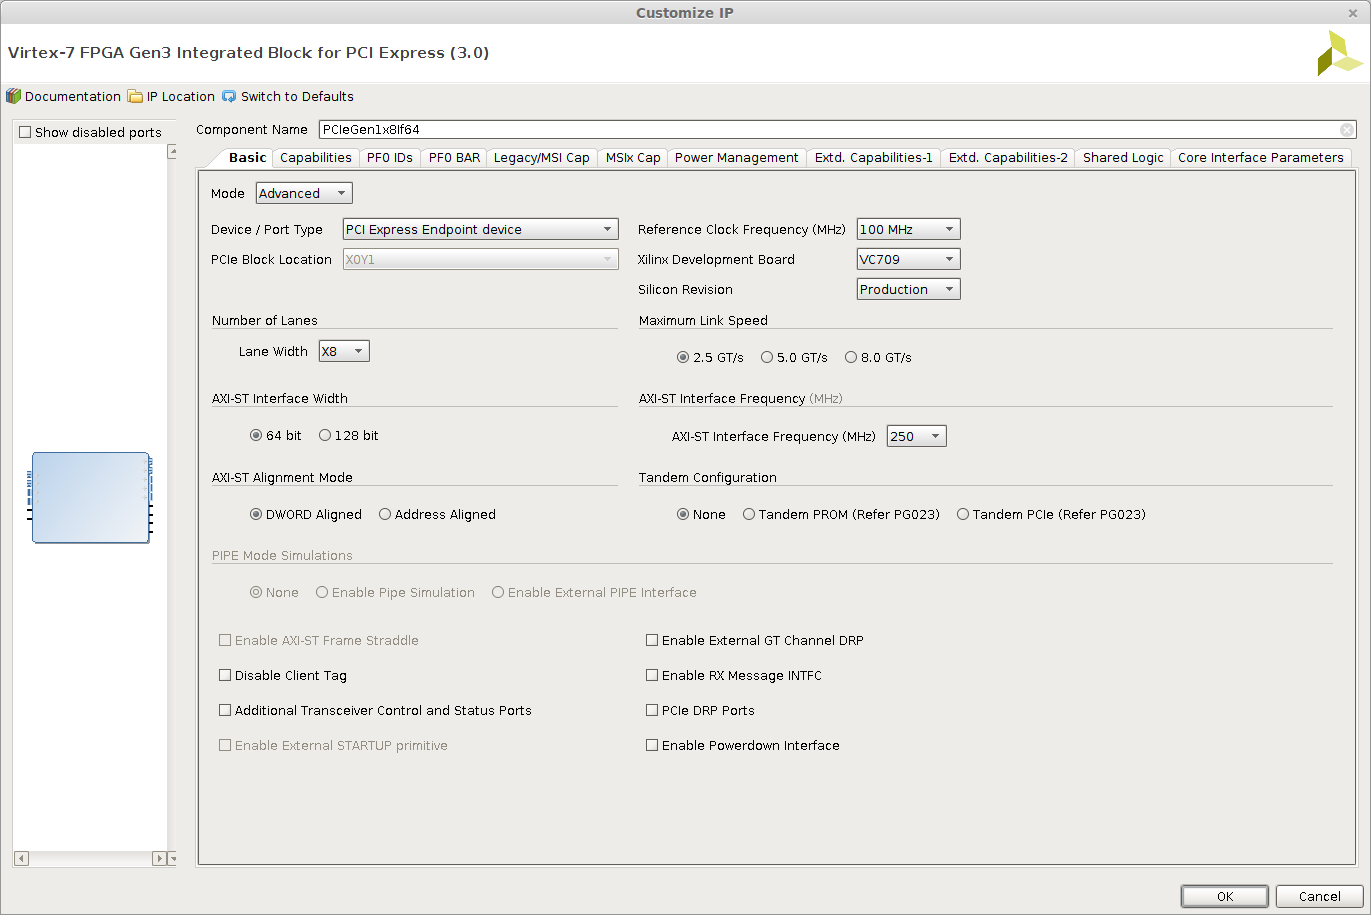 Customize IP
Virtex-7 FPGA Gen3 Integrated Block for PCI Express (3.0)
Documentation IP Location Switch to Defaults
Show disabled ports
Component Name PCIeGen1x8If64
Basic Capabilities PF0 IDs PF0 BAR Legacy/MSI Cap MSIx Cap Power Management Extd. Capabilities-1 Extd. Capabilities-2 Shared Logic Core Interface Parameters
Mode Advanced
Device / Port Type PCI Express Endpoint device Reference Clock Frequency (MHz) 100 MHz
PCIe Block Location X0Y1 Xilinx Development Board VC709
Silicon Revision Production
Number of Lanes Maximum Link Speed
Lane Width X8 2.5 GT/s 5.0 GT/s 8.0 GT/s
AXI-ST Interface Width AXI-ST Interface Frequency (MHz)
64 bit 128 bit AXI-ST Interface Frequency (MHz) 250
AXI-ST Alignment Mode Tandem Configuration
DWORD Aligned Address Aligned None Tandem PROM (Refer PG023) Tandem PCIe (Refer PG023)
PIPE Mode Simulations
None Enable Pipe Simulation Enable External PIPE Interface
Enable AXI-ST Frame Straddle Enable External GT Channel DRP
Disable Client Tag Enable RX Message INTFC
Additional Transceiver Control and Status Ports PCIe DRP Ports
Enable External STARTUP primitive Enable Powerdown Interface
OK Cancel